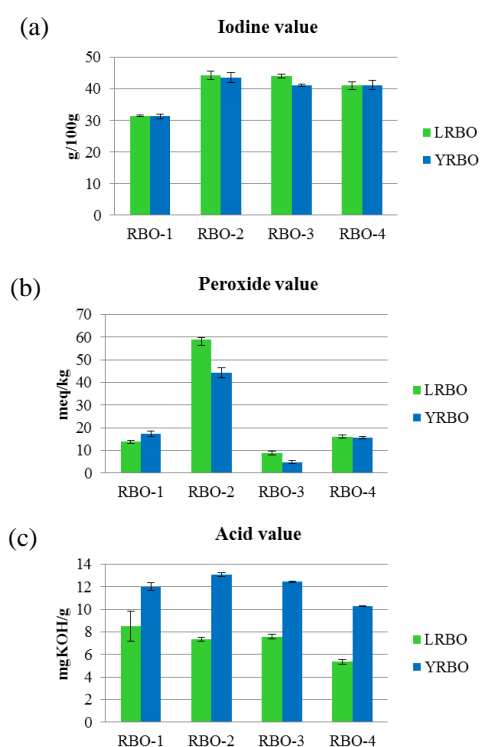 (a)
Iodine value
g/100g
50
40
30
20
10
0
RBO-1 RBO-2 RBO-3 RBO-4
LRBO
YRBO
(b)
Peroxide value
meq/kg
70
60
50
40
30
20
10
0
RBO-1 RBO-2 RBO-3 RBO-4
LRBO
YRBO
(c)
Acid value
mgKOH/g
14
12
10
8
6
4
2
0
RBO-1 RBO-2 RBO-3 RBO-4
LRBO
YRBO